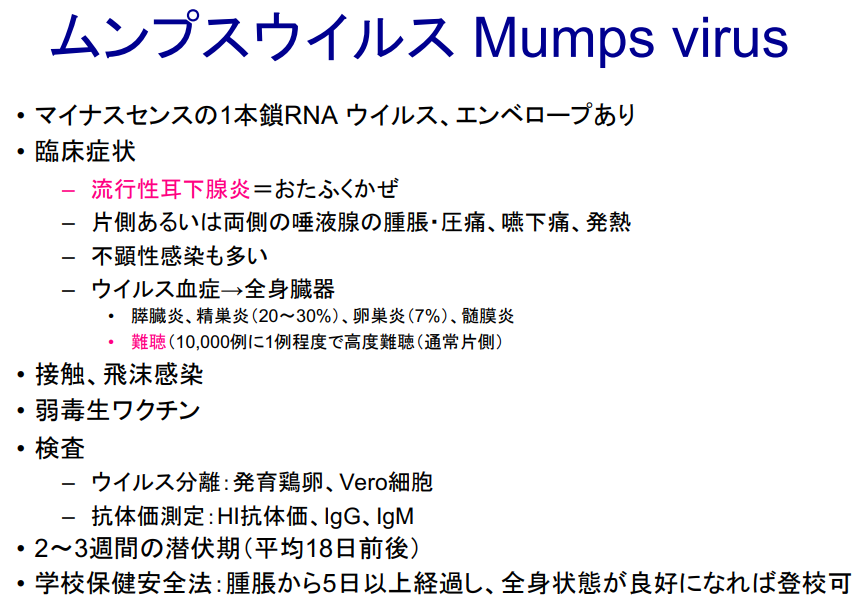 ムンプスウイルス Mumps virus
• マイナスセンスの1本鎖RNA ウイルス、エンベロープあり
• 臨床症状
– 流行性耳下腺炎＝おたふくかぜ
– 片側あるいは両側の唾液腺の腫脹・圧痛、嚥下痛、発熱
– 不顕性感染も多い
– ウイルス血症→全身臓器
• 膵臓炎、精巣炎（20～30%）、卵巣炎（7%）、髄膜炎
• 難聴（10,000例に1例程度で高度難聴（通常片側）
• 接触、飛沫感染
• 弱毒生ワクチン
• 検査
– ウイルス分離：発育鶏卵、Vero細胞
– 抗体価測定：HI抗体価、IgG、IgM
• 2～3週間の潜伏期（平均18日前後）
• 学校保健安全法：腫脹から5日以上経過し、全身状態が良好になれば登校可